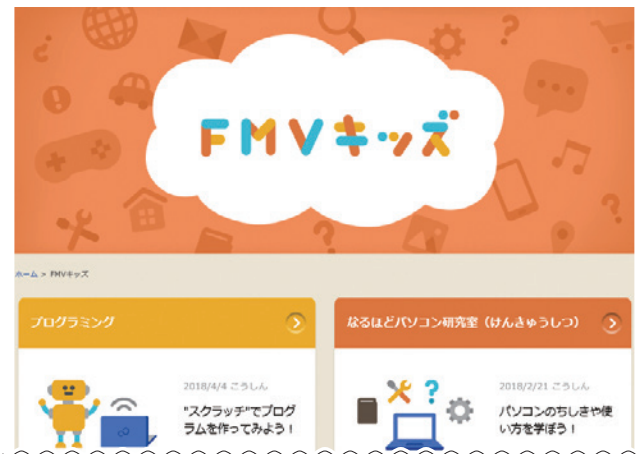 FMVキッズ
ホーム > FMVキッズ
プログラミング
2018/4/4 こうしん
"スクラッチ"でプログ
ラムを作ってみよう！
なるほどパソコン研究室（けんきゅうしつ）
2018/2/21 こうしん
パソコンのちしきや使
い方を学ぼう！